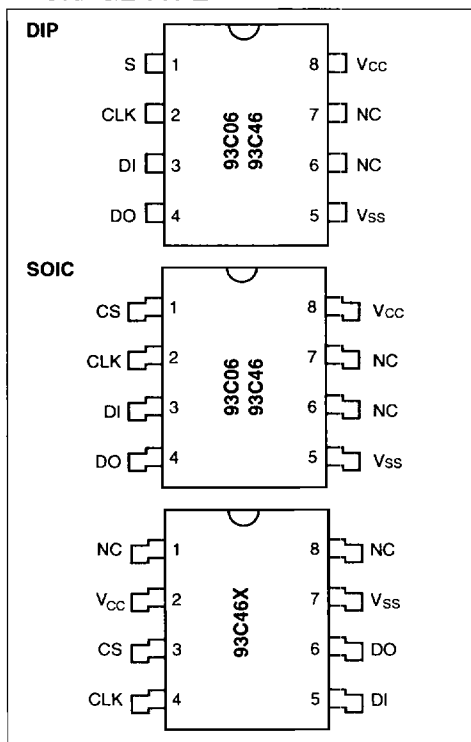 DIP
S 1 8 VCC
CLK 2 7 NC
DI 3 6 NC
DO 4 5 VSS
93C06
93C46
SOIC
CS 1 8 VCC
CLK 2 7 NC
DI 3 6 NC
DO 4 5 VSS
93C06
93C46
NC 1 8 NC
VCC 2 7 VSS
CS 3 6 DO
CLK 4 5 DI
93C46X